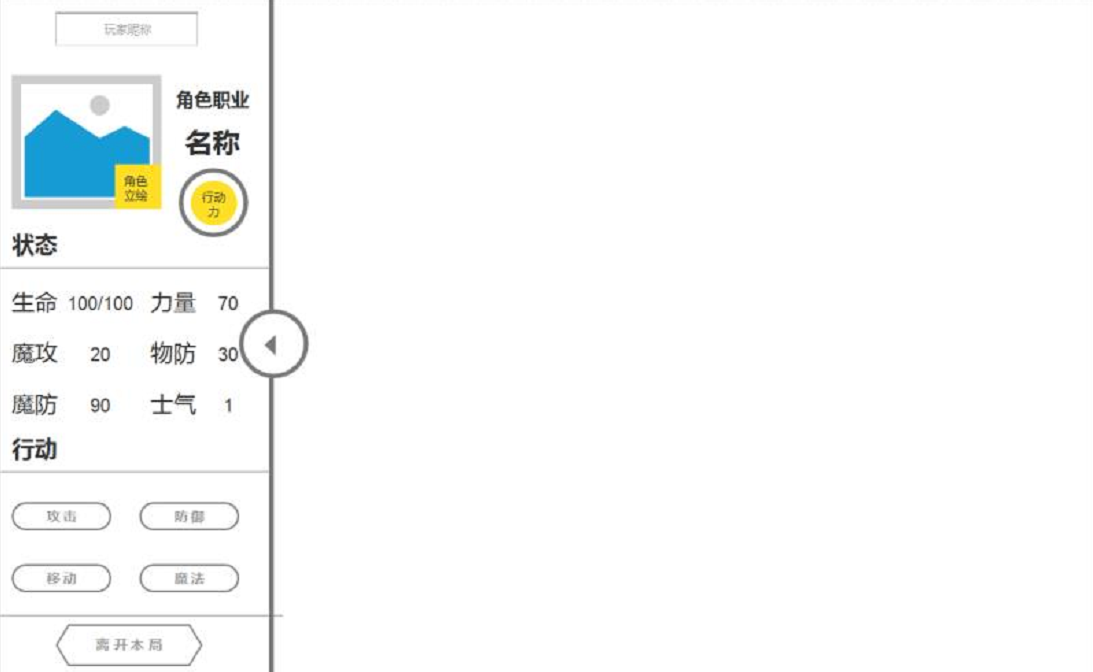 玩家昵称
角色职业
名称
角色
立绘
行动
力
状态
生命 100/100 力量 70
魔攻 20 物防 30
魔防 90 士气 1
行动
攻击 防御
移动 魔法
离开本局